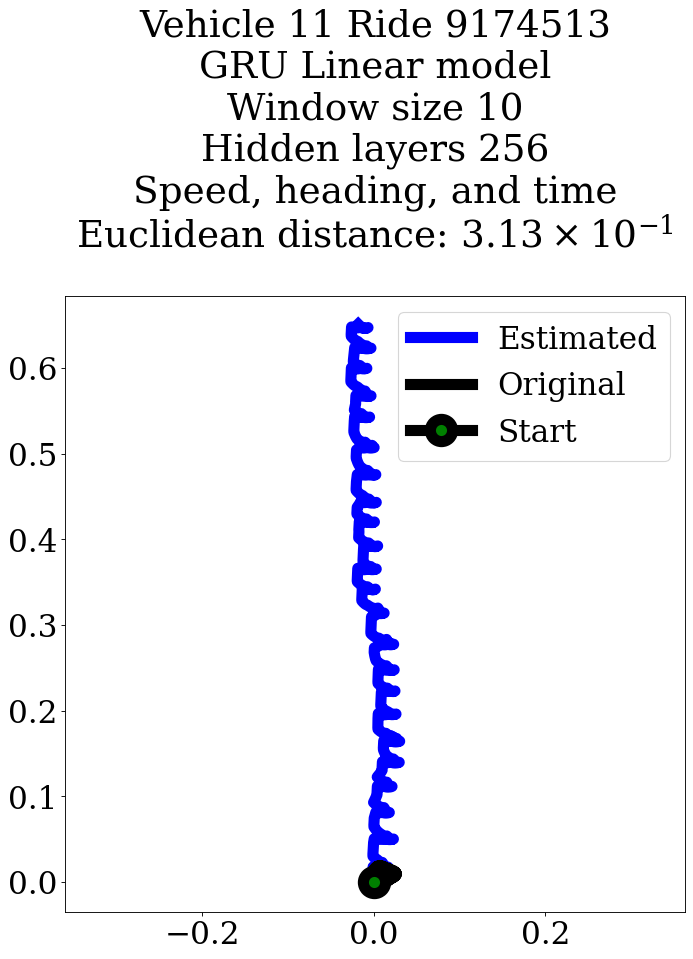 Vehicle 11 Ride 9174513
GRU Linear model
Window size 10
Hidden layers 256
Speed, heading, and time
Euclidean distance: 3.13 × 10⁻¹
Estimated
Original
Start
0.6
0.5
0.4
0.3
0.2
0.1
0.0
−0.2 0.0 0.2